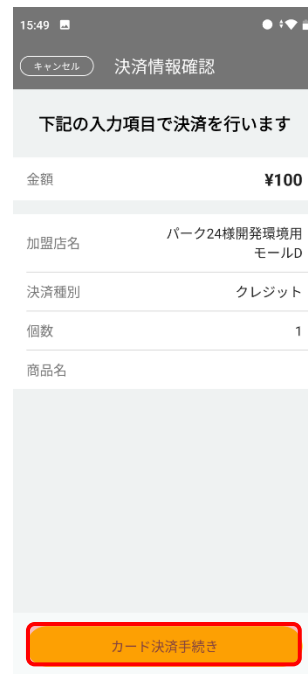 15:49
キャンセル 決済情報確認
下記の入力項目で決済を行います
金額 ¥100
加盟店名 パーク24様開発環境用
モールD
決済種別 クレジット
個数 1
商品名
カード決済手続き